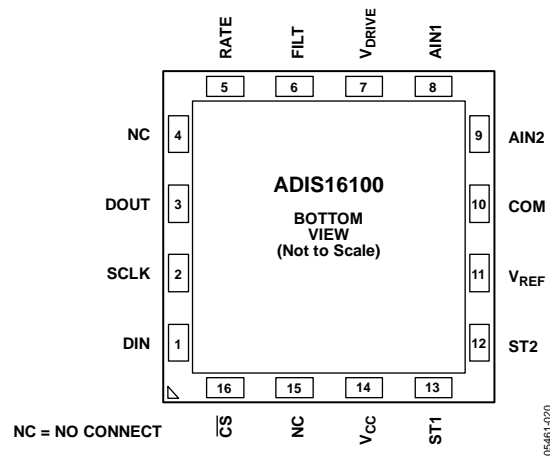 RATE
FILT
VDRIVE
AIN1
5
6
7
8
NC
4
9
AIN2
DOUT
3
ADIS16100
BOTTOM
VIEW
(Not to Scale)
10
COM
SCLK
2
11
VREF
DIN
1
12
ST2
16
15
14
13
NC = NO CONNECT
CS
NC
VCC
ST1
05461-020